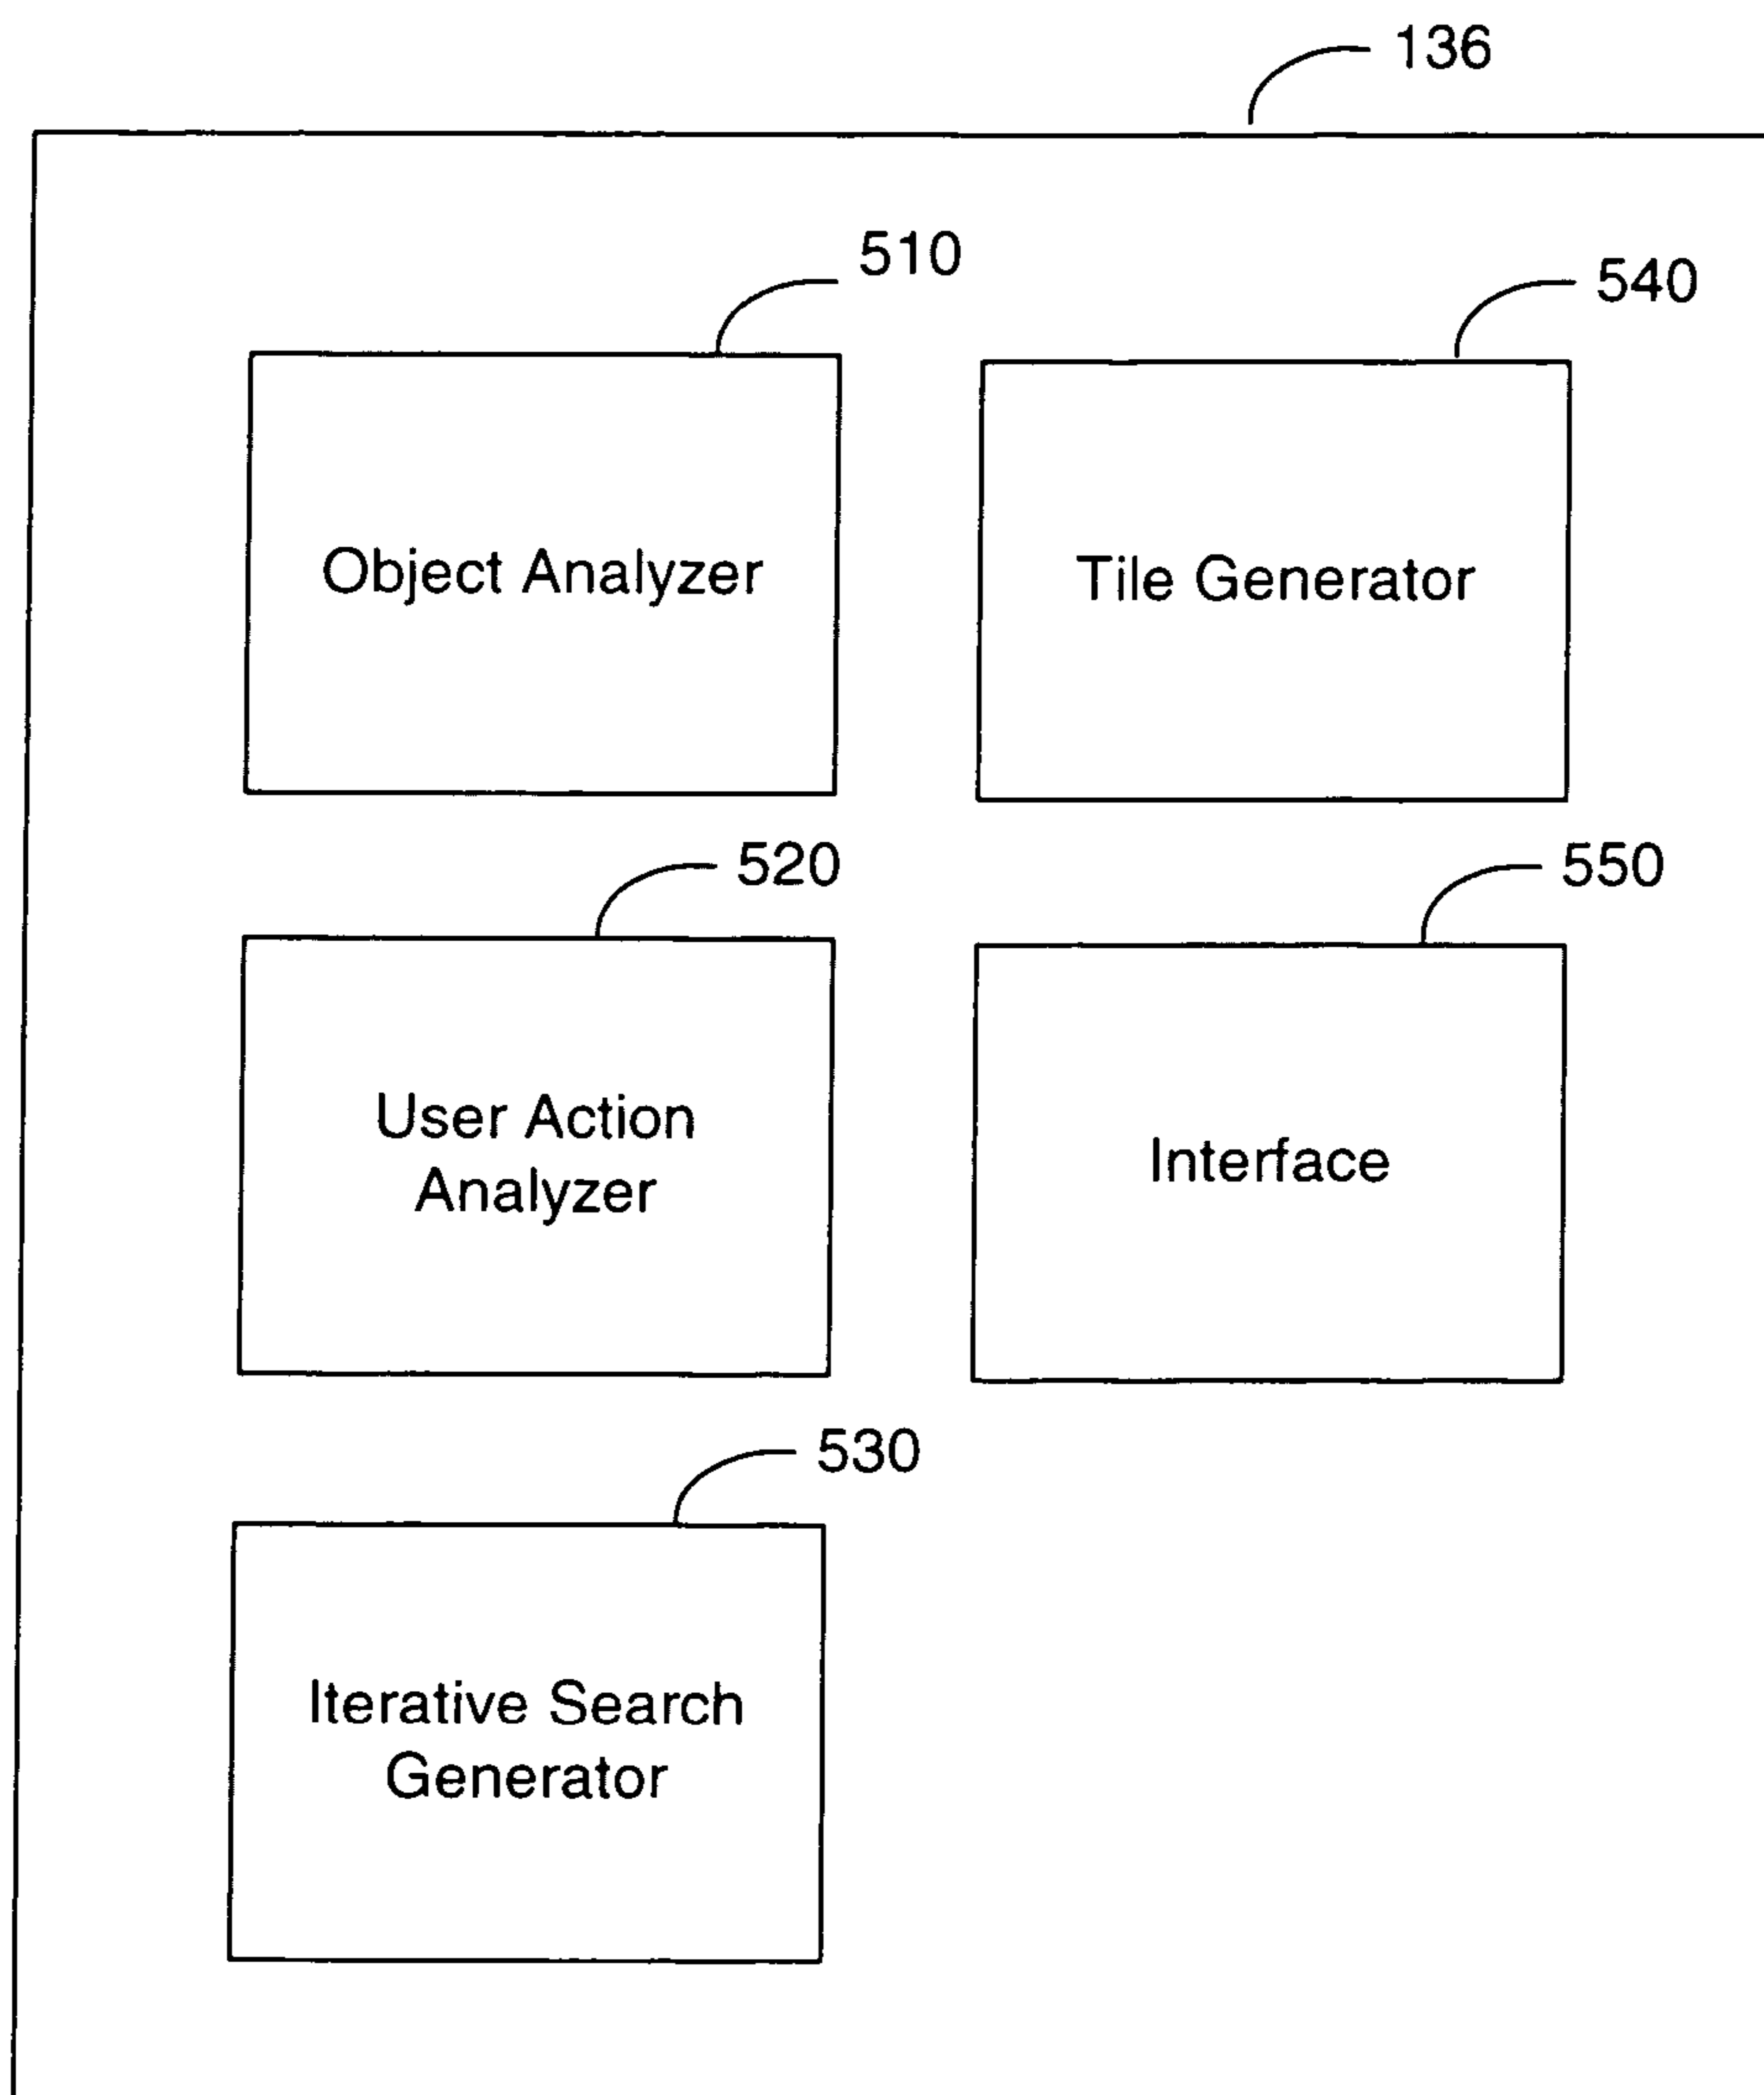 136
510
540
Object Analyzer
Tile Generator
520
550
User Action
Analyzer
Interface
530
Iterative Search
Generator